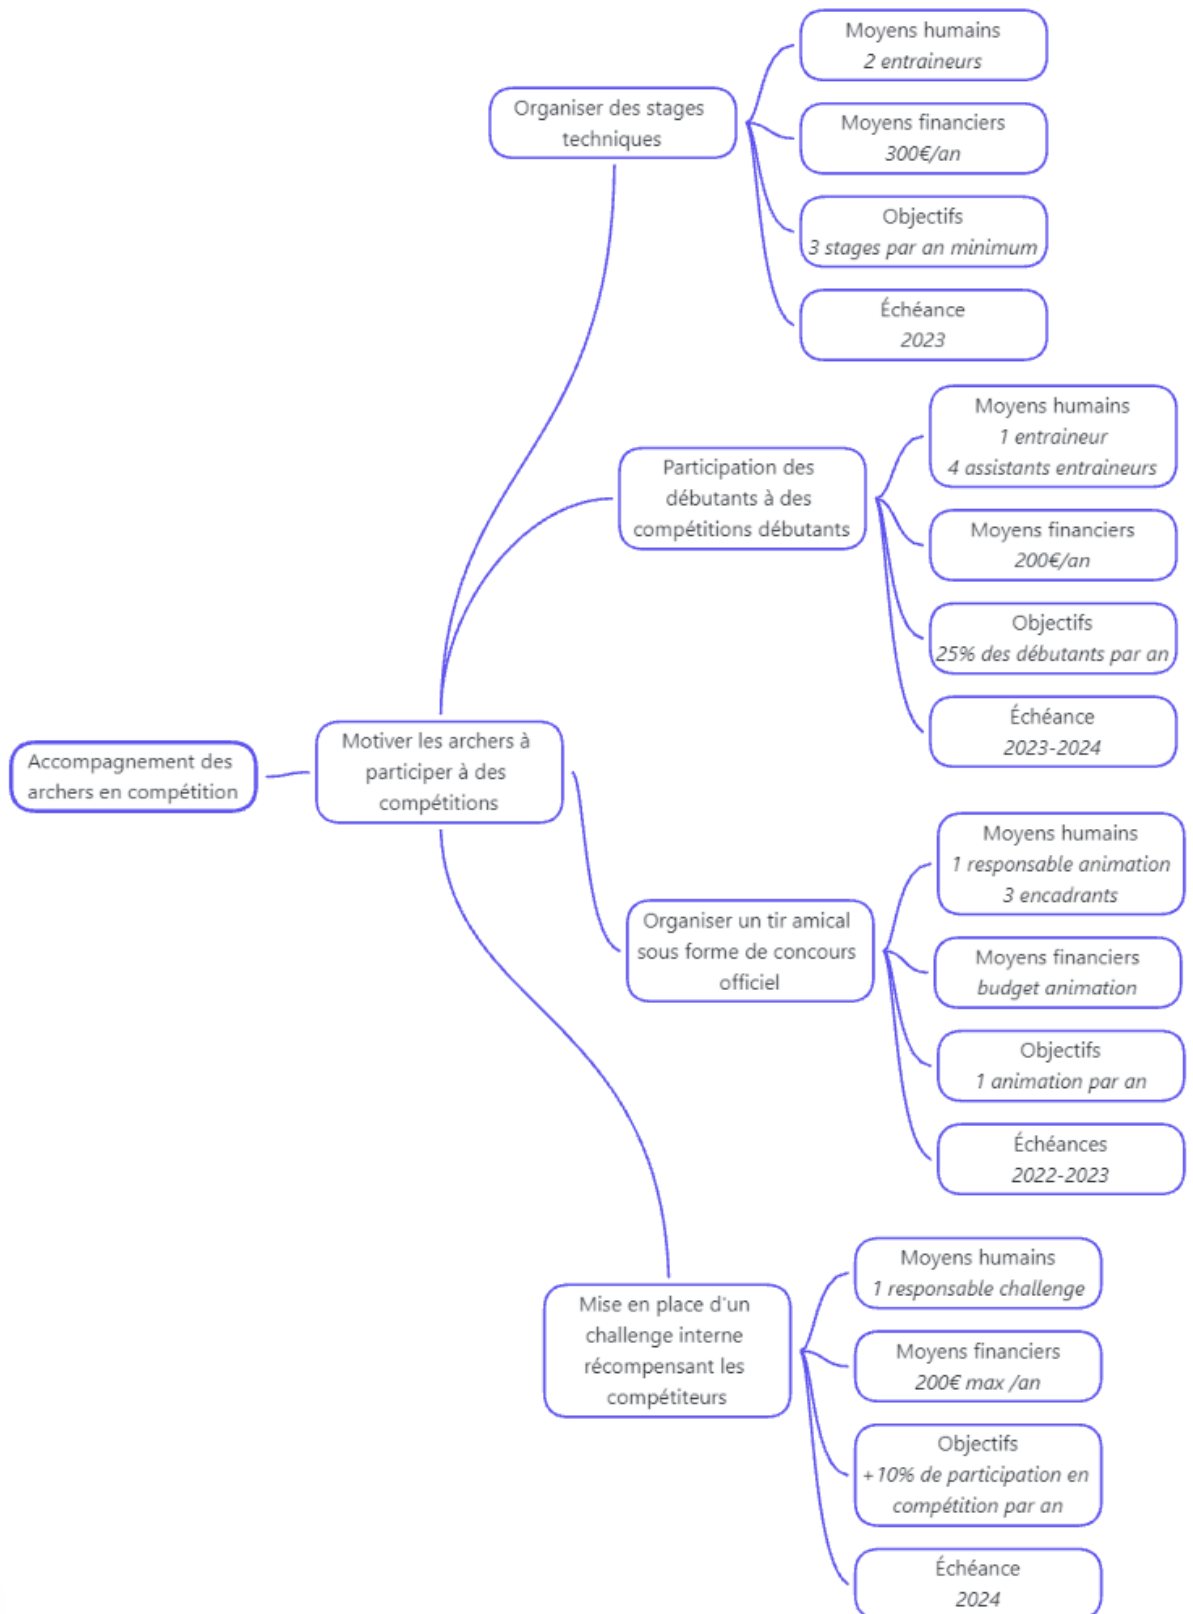 Accompagnement des
archers en compétition
Motiver les archers à
participer à des
compétitions
Organiser des stages
techniques
Moyens humains
2 entraineurs
Moyens financiers
300€/an
Objectifs
3 stages par an minimum
Échéance
2023
Participation des
débutants à des
compétitions débutants
Moyens humains
1 entraineur
4 assistants entraineurs
Moyens financiers
200€/an
Objectifs
25% des débutants par an
Échéance
2023-2024
Organiser un tir amical
sous forme de concours
officiel
Moyens humains
1 responsable animation
3 encadrants
Moyens financiers
budget animation
Objectifs
1 animation par an
Échéances
2022-2023
Mise en place d'un
challenge interne
récompensant les
compétiteurs
Moyens humains
1 responsable challenge
Moyens financiers
200€ max /an
Objectifs
+10% de participation en
compétition par an
Échéance
2024